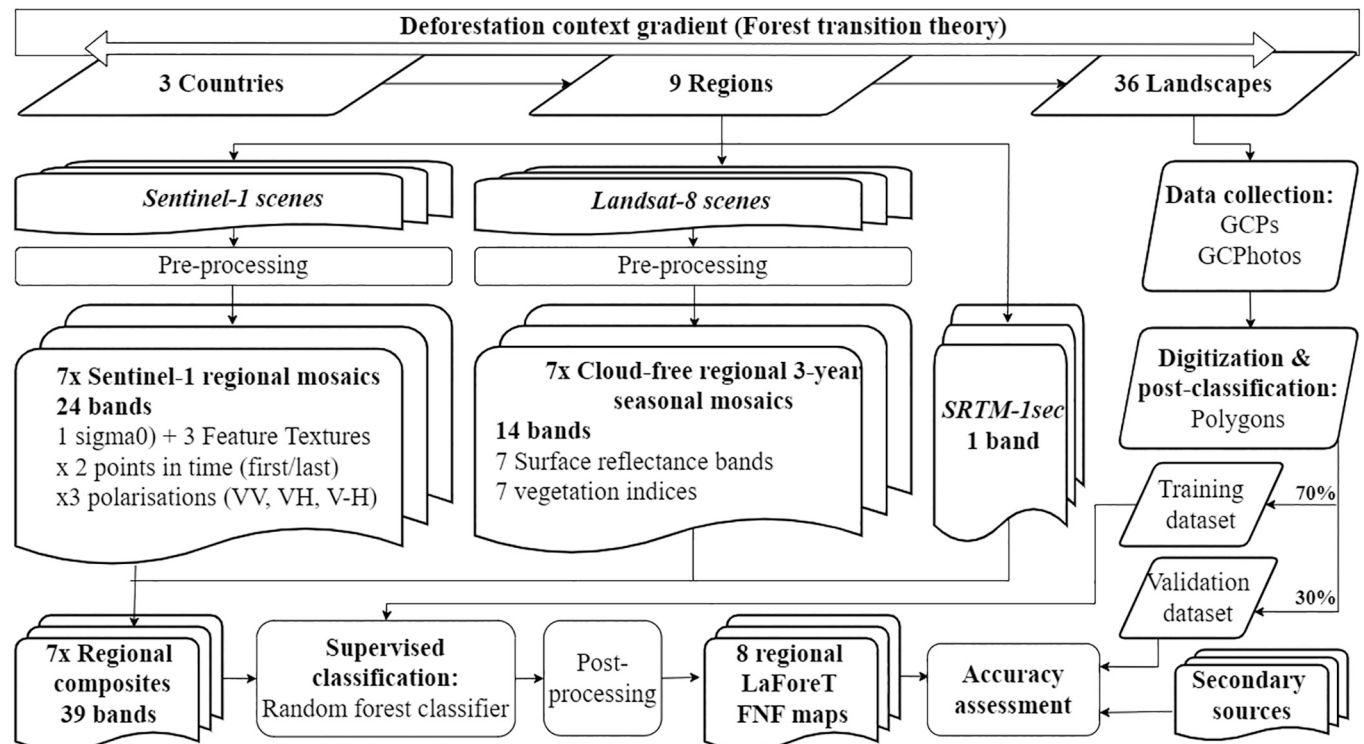 Deforestation context gradient (Forest transition theory)
3 Countries
9 Regions
36 Landscapes
Sentinel-1 scenes
Landsat-8 scenes
Data collection:
GCPs
GCPhotos
Pre-processing
Pre-processing
7x Sentinel-1 regional mosaics
24 bands
1 sigma0) + 3 Feature Textures
x 2 points in time (first/last)
x3 polarisations (VV, VH, V-H)
7x Cloud-free regional 3-year
seasonal mosaics
14 bands
7 Surface reflectance bands
7 vegetation indices
SRTM-1sec
1 band
Digitization &
post-classification:
Polygons
Training
dataset
70%
Validation
dataset
30%
7x Regional
composites
39 bands
Supervised
classification:
Random forest classifier
Post-
processing
8 regional
LaForeT
FNF maps
Accuracy
assessment
Secondary
sources